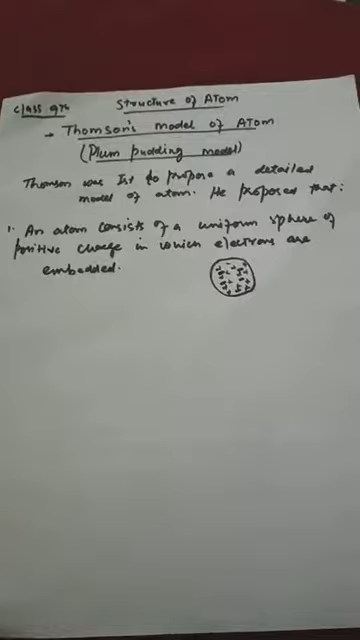 class 9th
Structure of Atom
→ Thomson's model of Atom
(Plum pudding model)
Thomson was Ist to propose a detailed
model of atom. He proposed that:
1. An atom consists of a uniform sphere of
positive charge in which electrons are
embedded.